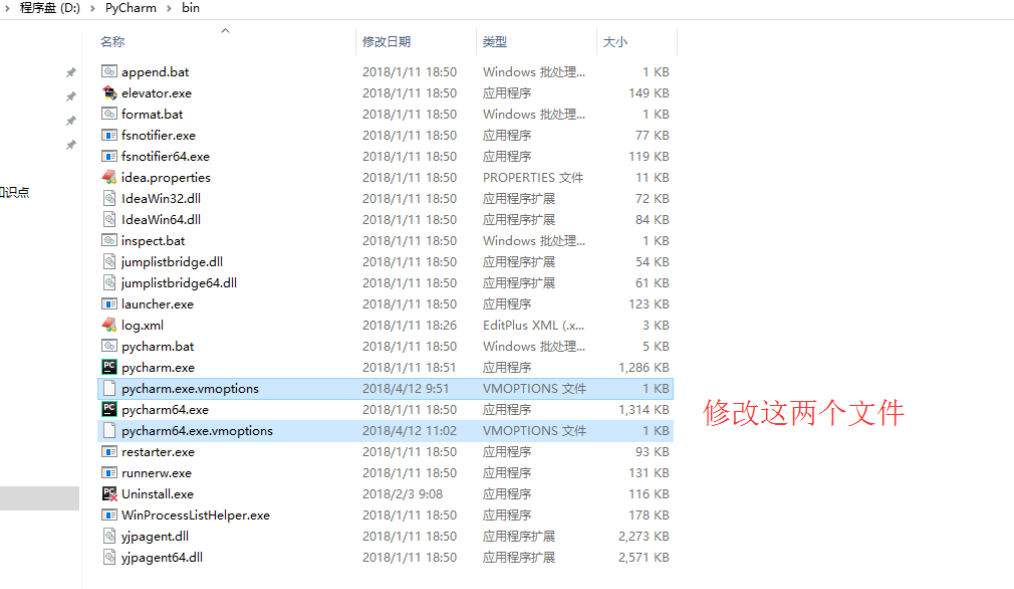 程序盘 (D:) > PyCharm > bin
名称 修改日期 类型 大小
append.bat 2018/1/11 18:50 Windows 批处理... 1 KB
elevator.exe 2018/1/11 18:50 应用程序 149 KB
format.bat 2018/1/11 18:50 Windows 批处理... 1 KB
fsnotifier.exe 2018/1/11 18:50 应用程序 77 KB
fsnotifier64.exe 2018/1/11 18:50 应用程序 119 KB
idea.properties 2018/1/11 18:50 PROPERTIES 文件 11 KB
识点
IdeaWin32.dll 2018/1/11 18:50 应用程序扩展 72 KB
IdeaWin64.dll 2018/1/11 18:50 应用程序扩展 84 KB
inspect.bat 2018/1/11 18:50 Windows 批处理... 1 KB
jumplistbridge.dll 2018/1/11 18:50 应用程序扩展 54 KB
jumplistbridge64.dll 2018/1/11 18:50 应用程序扩展 61 KB
launcher.exe 2018/1/11 18:50 应用程序 123 KB
log.xml 2018/1/11 18:26 EditPlus XML (.x... 3 KB
pycharm.bat 2018/1/11 18:50 Windows 批处理... 5 KB
pycharm.exe 2018/1/11 18:51 应用程序 1,286 KB
pycharm.exe.vmoptions 2018/4/12 9:51 VMOPTIONS 文件 1 KB
pycharm64.exe 2018/1/11 18:50 应用程序 1,314 KB
修改这两个文件
pycharm64.exe.vmoptions 2018/4/12 11:02 VMOPTIONS 文件 1 KB
restarter.exe 2018/1/11 18:50 应用程序 93 KB
runnerw.exe 2018/1/11 18:50 应用程序 131 KB
Uninstall.exe 2018/2/3 9:08 应用程序 116 KB
WinProcessListHelper.exe 2018/1/11 18:50 应用程序 178 KB
yjpagent.dll 2018/1/11 18:50 应用程序扩展 2,273 KB
yjpagent64.dll 2018/1/11 18:50 应用程序扩展 2,571 KB